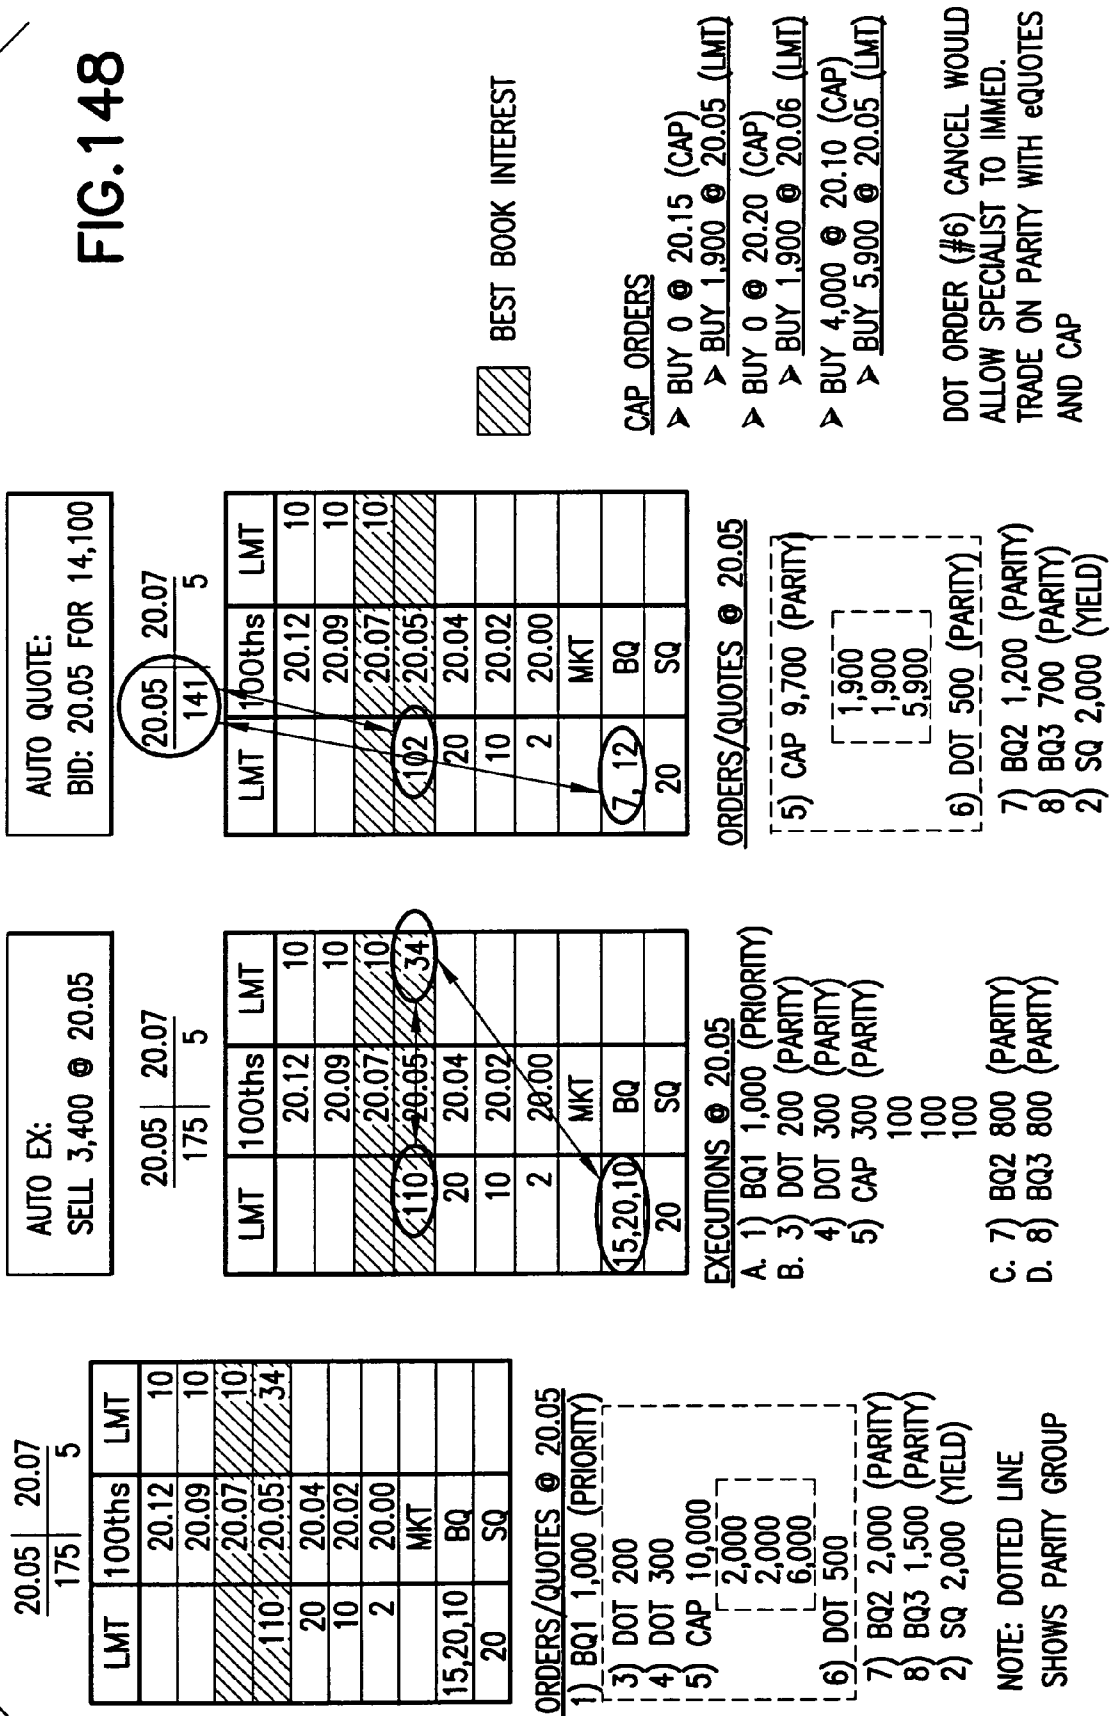 FIG.148
20.05 20.07
175 5
LMT 100ths LMT
20.12 10
20.09 10
20.07 10
110 20.05 34
20 20.04
10 20.02
2 20.00
MKT
15,20,10 BQ
20 SQ
ORDERS/QUOTES @ 20.05
1) BQ1 1,000 (PRIORITY)
3) DOT 200
4) DOT 300
5) CAP 10,000
2,000
2,000
6,000
6) DOT 500
7) BQ2 2,000 (PARITY)
8) BQ3 1,500 (PARITY)
2) SQ 2,000 (YIELD)
NOTE: DOTTED LINE
SHOWS PARITY GROUP
AUTO EX:
SELL 3,400 @ 20.05
20.05 20.07
175 5
LMT 100ths LMT
20.12 10
20.09 10
20.07 10
110 20.05 34
20 20.04
10 20.02
2 20.00
MKT
15,20,10 BQ
20 SQ
EXECUTIONS @ 20.05
A. 1) BQ1 1,000 (PRIORITY)
B. 3) DOT 200 (PARITY)
4) DOT 300 (PARITY)
5) CAP 300 (PARITY)
100
100
100
C. 7) BQ2 800 (PARITY)
D. 8) BQ3 800 (PARITY)
AUTO QUOTE:
BID: 20.05 FOR 14,100
20.05 20.07
141 5
LMT 100ths LMT
20.12 10
20.09 10
20.07 10
102 20.05
20 20.04
10 20.02
2 20.00
MKT
7, 12 BQ
20 SQ
ORDERS/QUOTES @ 20.05
5) CAP 9,700 (PARITY)
1,900
1,900
5,900
6) DOT 500 (PARITY)
7) BQ2 1,200 (PARITY)
8) BQ3 700 (PARITY)
2) SQ 2,000 (YIELD)
BEST BOOK INTEREST
CAP ORDERS
➤ BUY 0 @ 20.15 (CAP)
➤ BUY 1,900 @ 20.05 (LMT)
➤ BUY 0 @ 20.20 (CAP)
➤ BUY 1,900 @ 20.06 (LMT)
➤ BUY 4,000 @ 20.10 (CAP)
➤ BUY 5,900 @ 20.05 (LMT)
DOT ORDER (#6) CANCEL WOULD
ALLOW SPECIALIST TO IMMED.
TRADE ON PARITY WITH eQUOTES
AND CAP